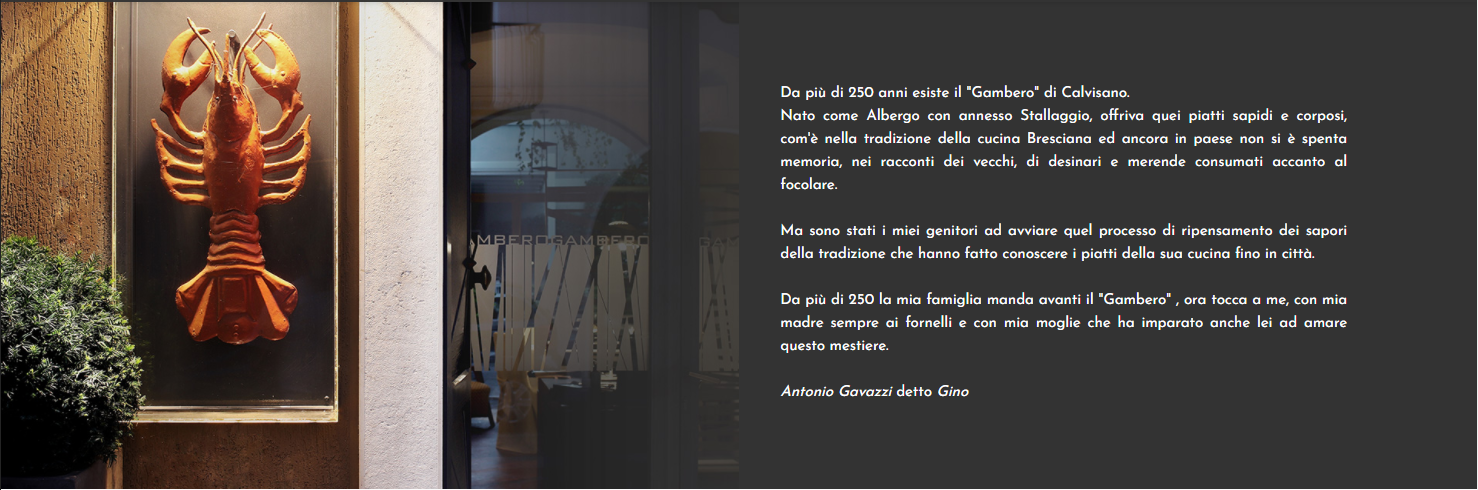 MBEROGAMBERO
GAM
Da più di 250 anni esiste il "Gambero" di Calvisano.
Nato come Albergo con annesso Stallaggio, offriva quei piatti sapidi e corposi,
com'è nella tradizione della cucina Bresciana ed ancora in paese non si è spenta
memoria, nei racconti dei vecchi, di desinari e merende consumati accanto al
focolare.
Ma sono stati i miei genitori ad avviare quel processo di ripensamento dei sapori
della tradizione che hanno fatto conoscere i piatti della sua cucina fino in città.
Da più di 250 la mia famiglia manda avanti il "Gambero" , ora tocca a me, con mia
madre sempre ai fornelli e con mia moglie che ha imparato anche lei ad amare
questo mestiere.
Antonio Gavazzi detto Gino